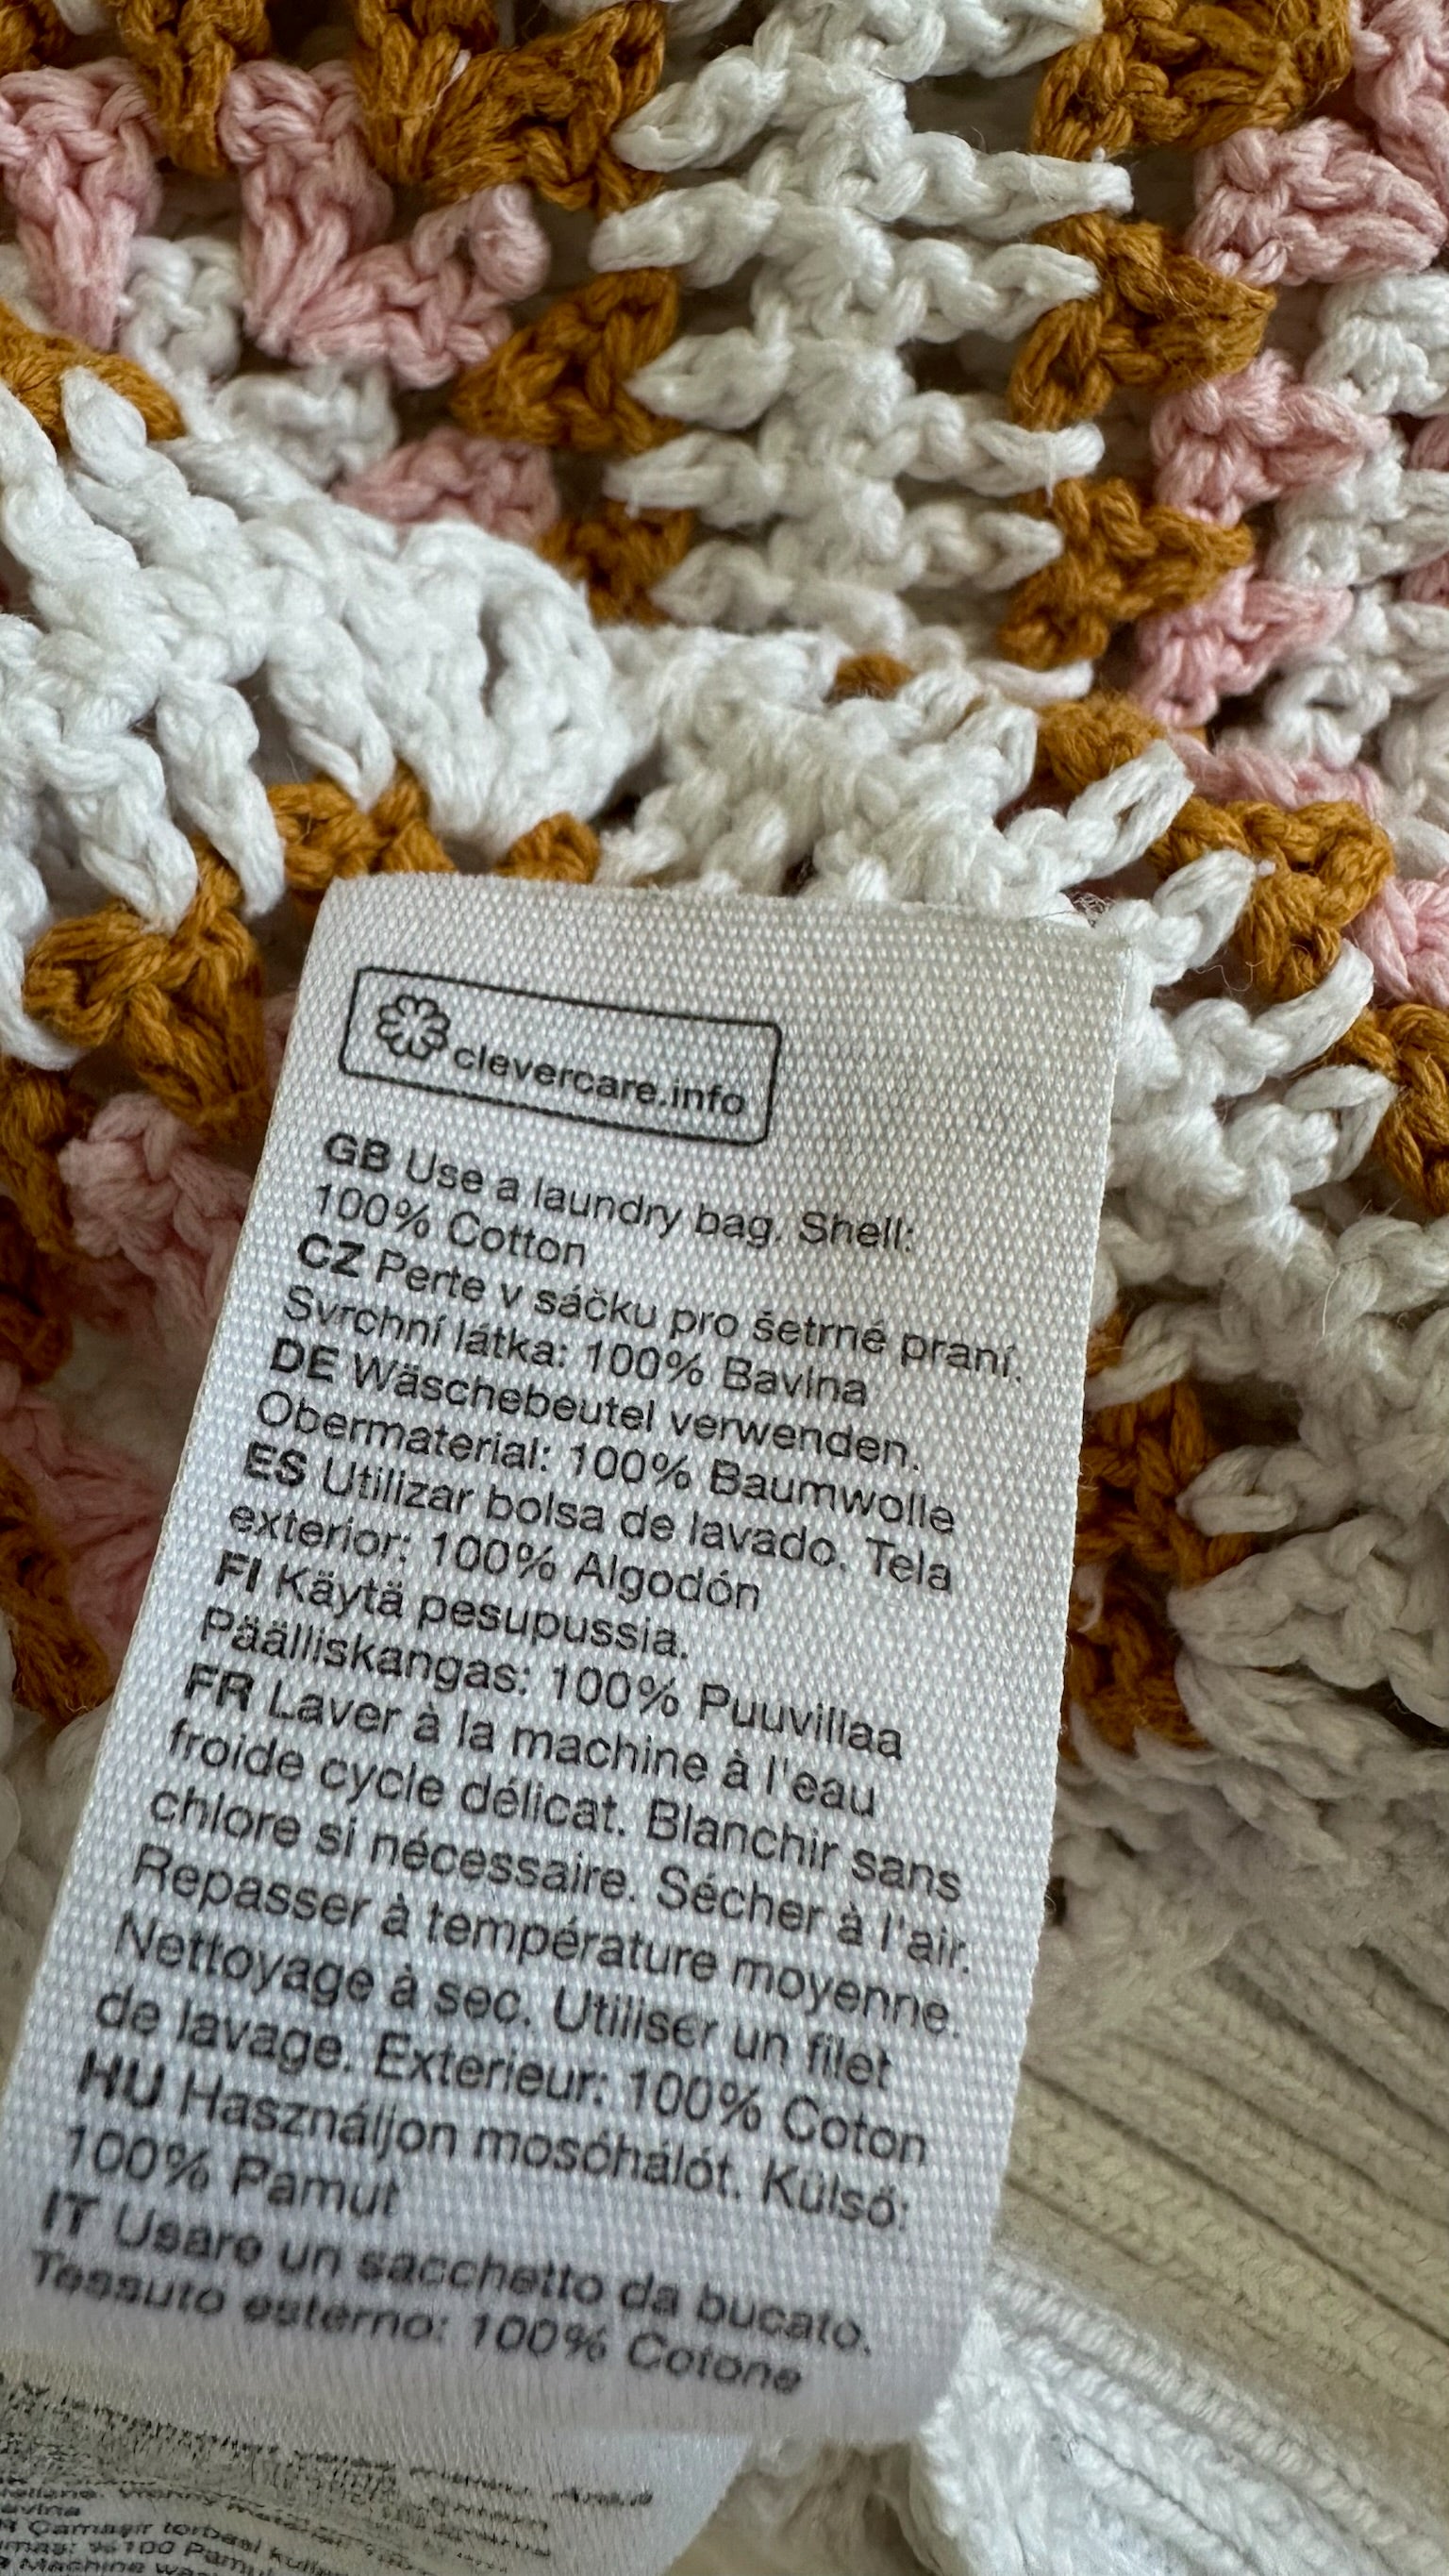 clevercare.info
GB Use a laundry bag. Shell:
100% Cotton
CZ Perte v sáčku pro šetrné praní.
Svrchní látka: 100% Bavlna
DE Wäschebeutel verwenden.
Obermaterial: 100% Baumwolle
ES Utilizar bolsa de lavado. Tela
exterior: 100% Algodón
FI Käytä pesupussia.
Päälliskangas: 100% Puuvillaa
FR Laver à la machine à l'eau
froide cycle délicat. Blanchir sans
chlore si nécessaire. Sécher à l'air.
Repasser à température moyenne.
Nettoyage à sec. Utiliser un filet
de lavage. Exterieur: 100% Coton
HU Használjon mosóhálót. Külső:
100% Pamut
IT Usare un sacchetto da bucato.
Tessuto esterno: 100% Cotone
Çamaşır torbası
%100
Machine